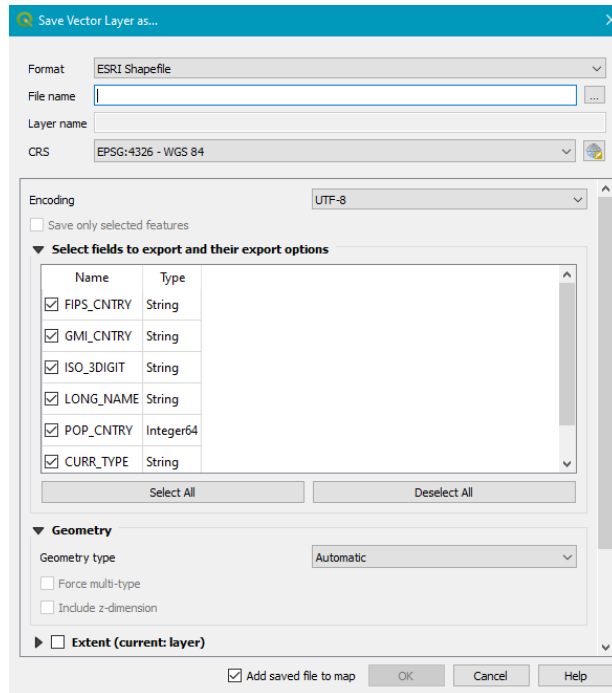 Save Vector Layer as...
Format ESRI Shapefile
File name ...
Layer name
CRS EPSG:4326 - WGS 84
Encoding UTF-8
Save only selected features
Select fields to export and their export options
Name Type
FIPS_CNTRY String
GMI_CNTRY String
ISO_3DIGIT String
LONG_NAME String
POP_CNTRY Integer64
CURR_TYPE String
Select All Deselect All
Geometry
Geometry type Automatic
Force multi-type
Include z-dimension
Extent (current: layer)
Add saved file to map OK Cancel Help